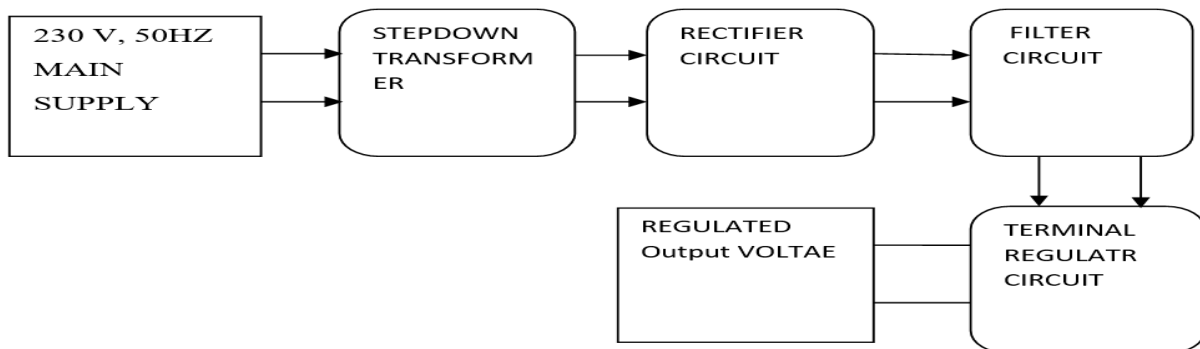 230 V, 50HZ
MAIN
SUPPLY
STEPDOWN
TRANSFORM
ER
RECTIFIER
CIRCUIT
FILTER
CIRCUIT
TERMINAL
REGULATR
CIRCUIT
REGULATED
Output VOLTAE